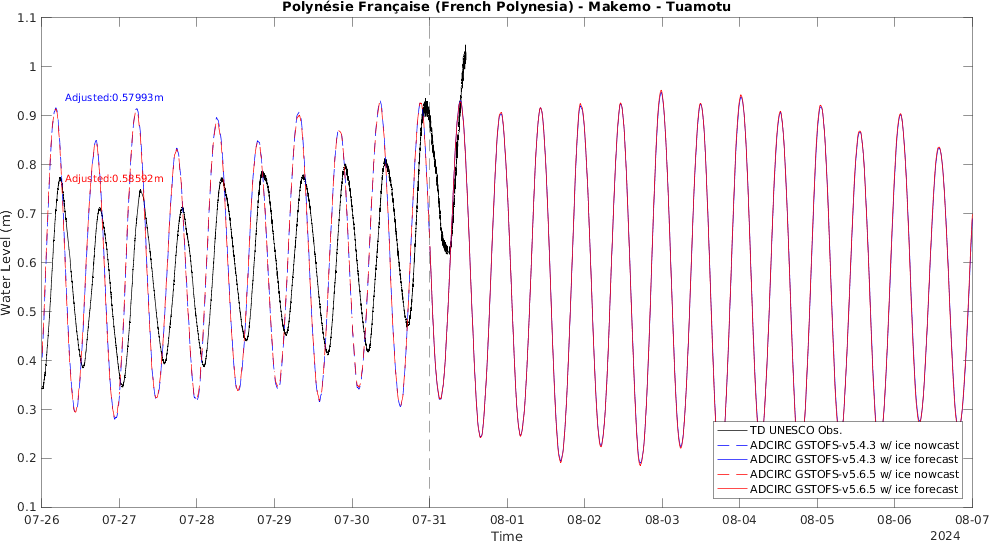 Polynésie Française (French Polynesia) - Makemo - Tuamotu
1.1
1
0.9
0.8
0.7
0.6
0.5
0.4
0.3
0.2
0.1
Water Level (m)
Adjusted:0.57993m
Adjusted:0.58592m
TD UNESCO Obs.
ADCIRC GSTOFS-v5.4.3 w/ ice nowcast
ADCIRC GSTOFS-v5.4.3 w/ ice forecast
ADCIRC GSTOFS-v5.6.5 w/ ice nowcast
ADCIRC GSTOFS-v5.6.5 w/ ice forecast
07-26 07-27 07-28 07-29 07-30 07-31 08-01 08-02 08-03 08-04 08-05 08-06 08-07
Time
2024